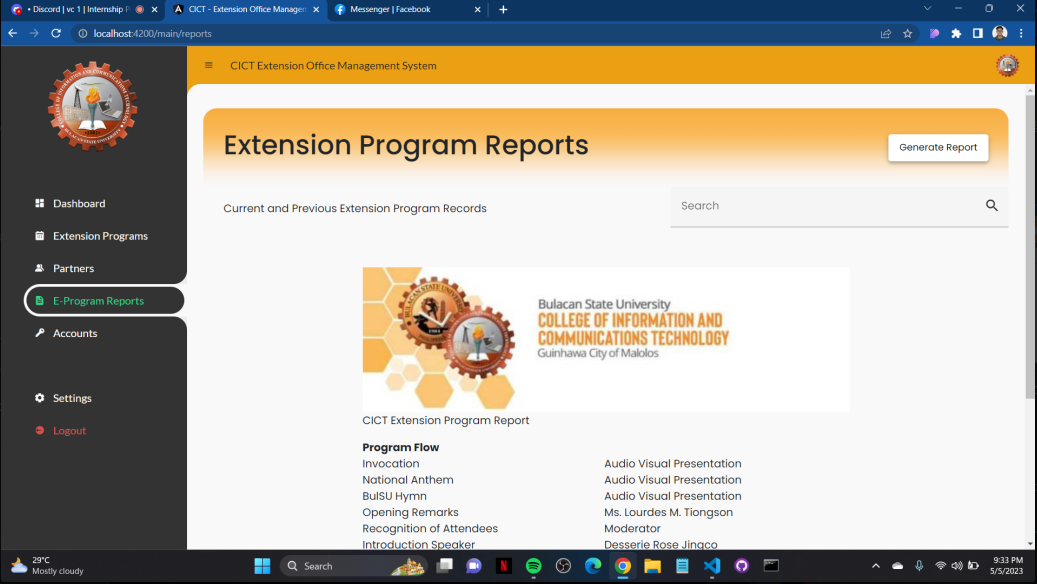 • Discord | vc 1 | Internship P
CICT - Extension Office Managem
Messenger | Facebook
localhost:4200/main/reports
CICT Extension Office Management System
Extension Program Reports
Generate Report
Current and Previous Extension Program Records
Search
Dashboard
Extension Programs
Partners
E-Program Reports
Accounts
Settings
Logout
Bulacan State University
COLLEGE OF INFORMATION AND
COMMUNICATIONS TECHNOLOGY
Guinhawa City of Malolos
CICT Extension Program Report
Program Flow
Invocation Audio Visual Presentation
National Anthem Audio Visual Presentation
BulSU Hymn Audio Visual Presentation
Opening Remarks Ms. Lourdes M. Tiongson
Recognition of Attendees Moderator
Introduction Speaker Desserie Rose Jingco
29°C
Mostly cloudy
Search
9:33 PM
5/5/2023